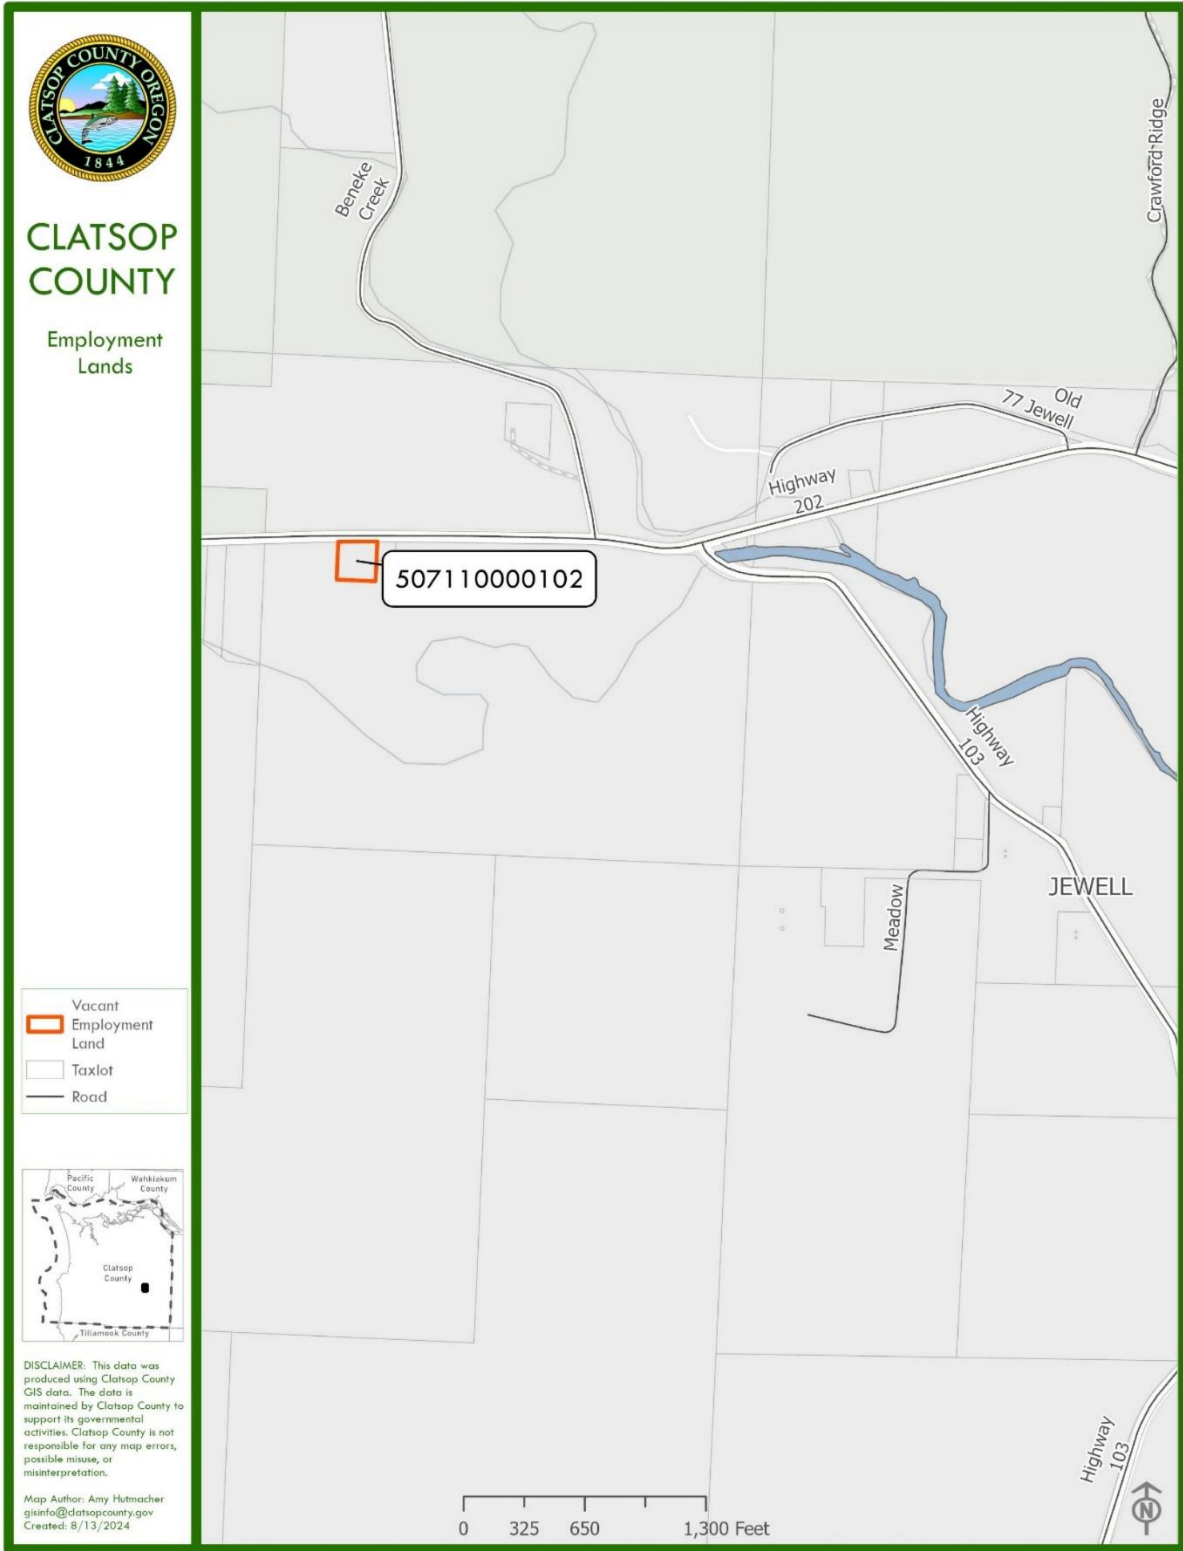 CLATSOP COUNTY OREGON
1844
CLATSOP
COUNTY
Employment
Lands
Vacant
Employment
Land
Taxlot
Road
Pacific
County
Wahkiakum
County
Clatsop
County
Tillamook County
DISCLAIMER: This data was
produced using Clatsop County
GIS data. The data is
maintained by Clatsop County to
support its governmental
activities. Clatsop County is not
responsible for any map errors,
possible misuse, or
misinterpretation.
Map Author: Amy Hutmacher
gisinfo@clatsopcounty.gov
Created: 8/13/2024
Beneke
Creek
Crawford Ridge
Old
77 Jewell
Highway
202
507110000102
Highway
103
JEWELL
Meadow
Highway
103
0 325 650 1,300 Feet
N